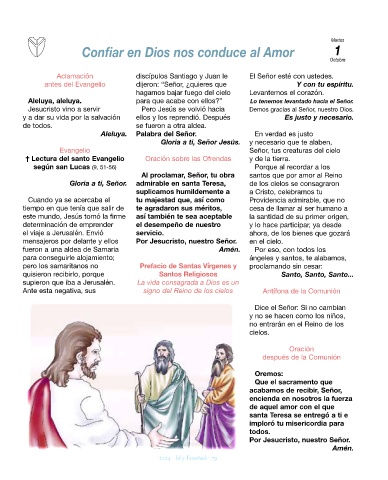 Martes
1
Octubre
Confiar en Dios nos conduce al Amor
Aclamación
antes del Evangelio
Aleluya, aleluya.
Jesucristo vino a servir
y a dar su vida por la salvación
de todos.
Aleluya.
Evangelio
† Lectura del santo Evangelio
según san Lucas (9, 51-56)
Gloria a ti, Señor.
Cuando ya se acercaba el
tiempo en que tenía que salir de
este mundo, Jesús tomó la firme
determinación de emprender
el viaje a Jerusalén. Envió
mensajeros por delante y ellos
fueron a una aldea de Samaria
para conseguirle alojamiento;
pero los samaritanos no
quisieron recibirlo, porque
supieron que iba a Jerusalén.
Ante esta negativa, sus
discípulos Santiago y Juan le
dijeron: “Señor, ¿quieres que
hagamos bajar fuego del cielo
para que acabe con ellos?”
Pero Jesús se volvió hacia
ellos y los reprendió. Después
se fueron a otra aldea.
Palabra del Señor.
Gloria a ti, Señor Jesús.
Oración sobre las Ofrendas
Al proclamar, Señor, tu obra
admirable en santa Teresa,
suplicamos humildemente a
tu majestad que, así como
te agradaron sus méritos,
así también te sea aceptable
el desempeño de nuestro
servicio.
Por Jesucristo, nuestro Señor.
Amén.
Prefacio de Santas Vírgenes y
Santos Religiosos
La vida consagrada a Dios es un
signo del Reino de los cielos
El Señor esté con ustedes.
Y con tu espíritu.
Levantemos el corazón.
Lo tenemos levantado hacia el Señor.
Demos gracias al Señor, nuestro Dios.
Es justo y necesario.
En verdad es justo
y necesario que te alaben,
Señor, tus creaturas del cielo
y de la tierra.
Porque al recordar a los
santos que por amor al Reino
de los cielos se consagraron
a Cristo, celebramos tu
Providencia admirable, que no
cesa de llamar al ser humano a
la santidad de su primer origen,
y lo hace participar, ya desde
ahora, de los bienes que gozará
en el cielo.
Por eso, con todos los
ángeles y santos, te alabamos,
proclamando sin cesar:
Santo, Santo, Santo...
Antífona de la Comunión
Dice el Señor: Si no cambian
y no se hacen como los niños,
no entrarán en el Reino de los
cielos.
Oración
después de la Comunión
Oremos:
Que el sacramento que
acabamos de recibir, Señor,
encienda en nosotros la fuerza
de aquel amor con el que
santa Teresa se entregó a ti e
imploró tu misericordia para
todos.
Por Jesucristo, nuestro Señor.
Amén.